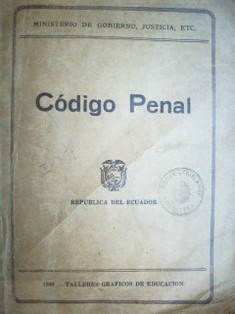 MINISTERIO DE GOBIERNO, JUSTICIA, ETC.
Código Penal
REPUBLICA DEL ECUADOR
TALLERES GRAFICOS DE EDUCACION